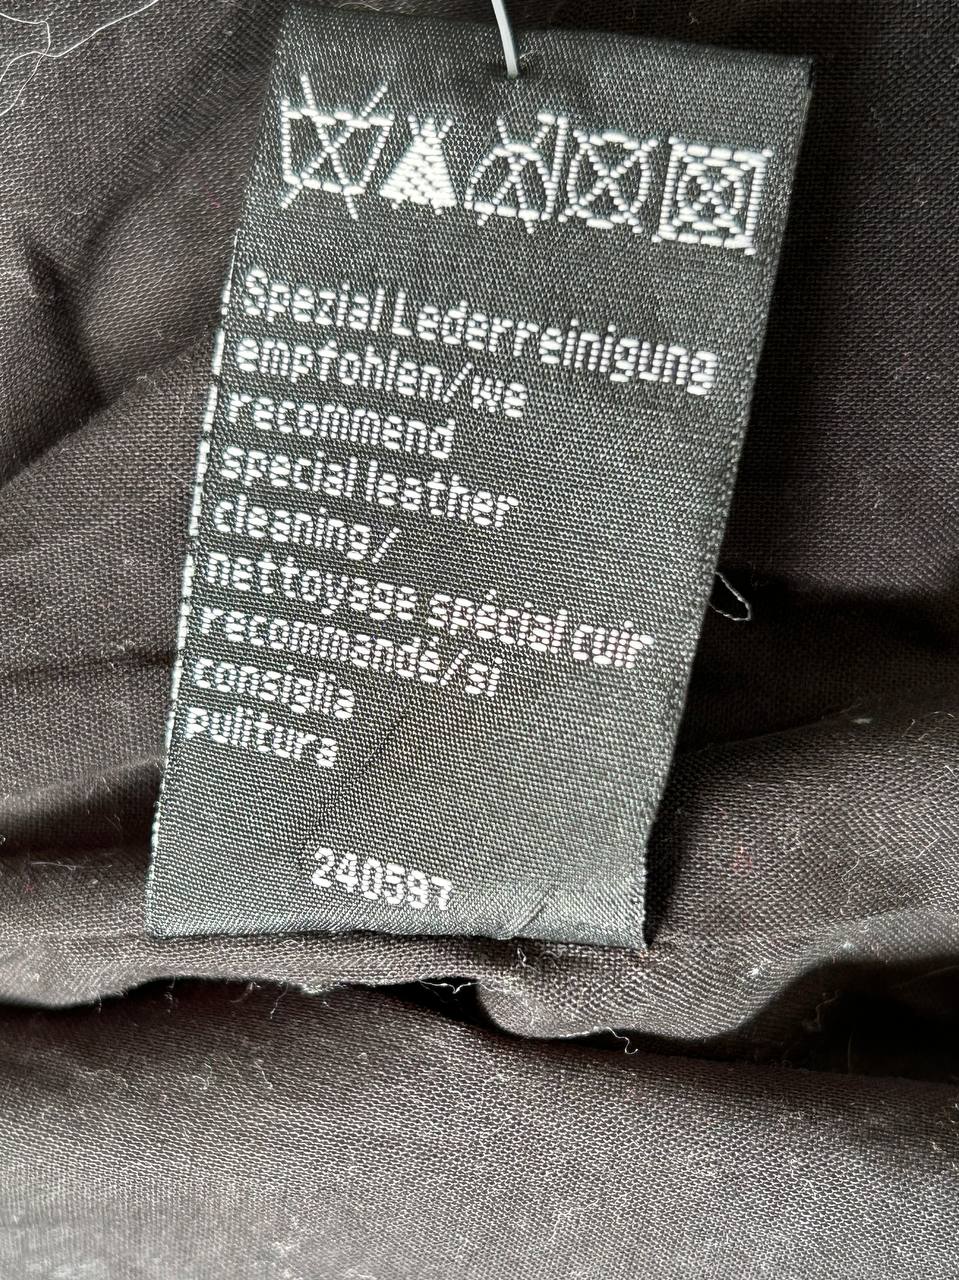 Spezial Lederreinigung
empfohlen/we
recommend
special leather
cleaning/
nettoyage spécial cuir
recommandé/si
consiglia
pulitura
240597